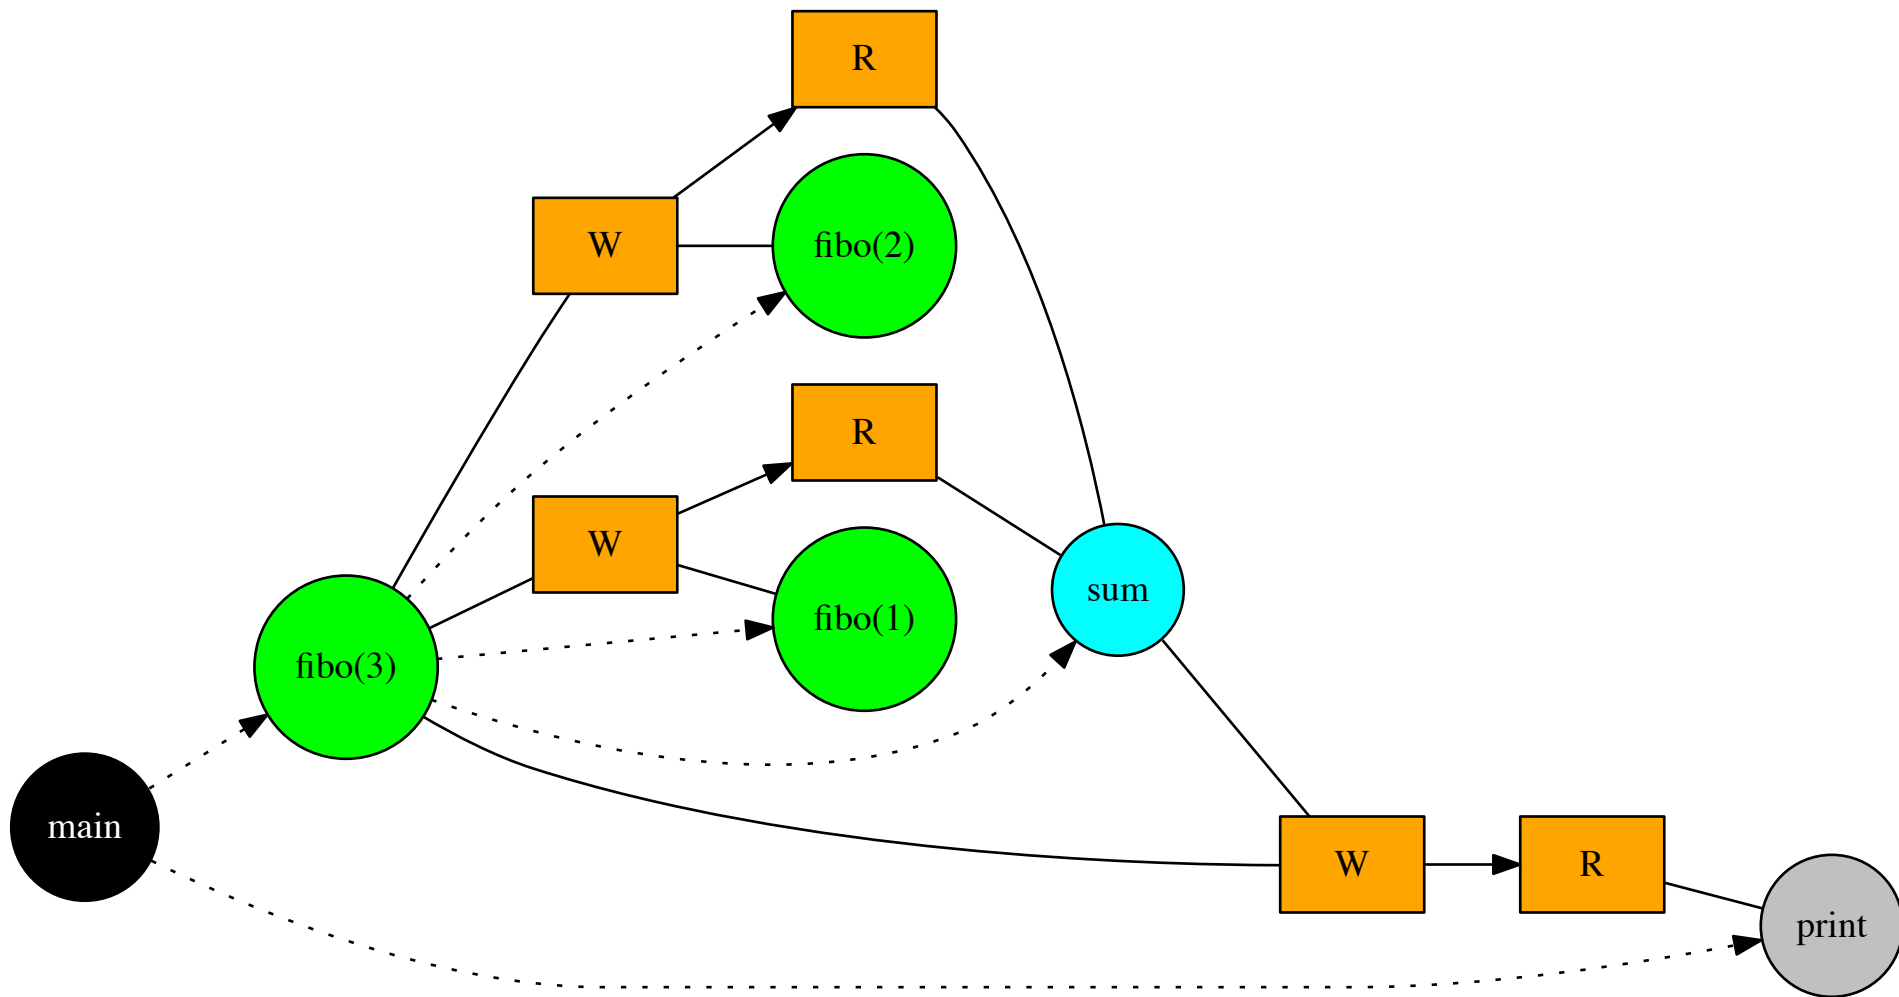 R
W
fibo(2)
R
W
fibo(1)
sum
fibo(3)
main
W
R
print